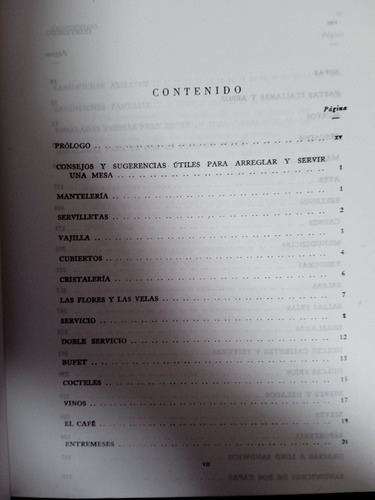 CONTENIDO
Página
PRÓLOGO xv
CONSEJOS Y SUGERENCIAS ÚTILES PARA ARREGLAR Y SERVIR
UNA MESA 1
MANTELERÍA 1
SERVILLETAS 2
VAJILLA 3
CUBIERTOS 4
CRISTALERÍA 6
LAS FLORES Y LAS VELAS 7
SERVICIO 8
DOBLE SERVICIO 12
BUFET 13
COCTELES 15
VINOS 17
EL CAFÉ 19
ENTREMESES 21
VII